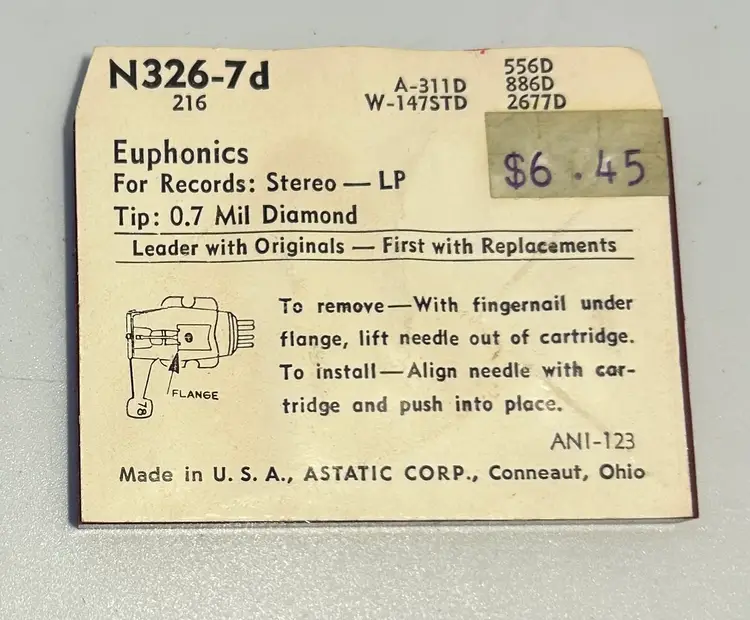 N326-7d
216
A-311D
W-147STD
556D
886D
2677D
$6.45
Euphonics
For Records: Stereo — LP
Tip: 0.7 Mil Diamond
Leader with Originals — First with Replacements
To remove—With fingernail under
flange, lift needle out of cartridge.
To install—Align needle with car-
tridge and push into place.
FLANGE
78
AN1-123
Made in U. S. A., ASTATIC CORP., Conneaut, Ohio